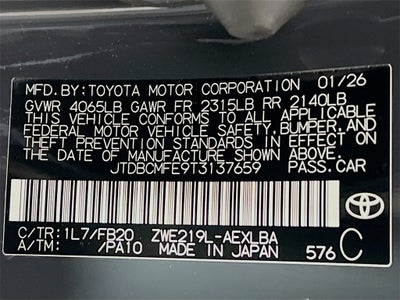 MFD.BY:TOYOTA MOTOR CORPORATION 01/26
GVWR 4065LB GAWR FR 2315LB RR 2140LB
THIS VEHICLE CONFORMS TO ALL APPLICABLE
FEDERAL MOTOR VEHICLE SAFETY AND
THEFT PREVENTION STANDARDS IN EFFECT ON
THE DATE OF MANUFACTURE SHOWN ABOVE.
JTDBCMFE9T3137659 PASS.CAR
C/TR:1L7/FB20 ZWE219L-AEXLBA
A/TM: /PA10 MADE IN JAPAN 576 C